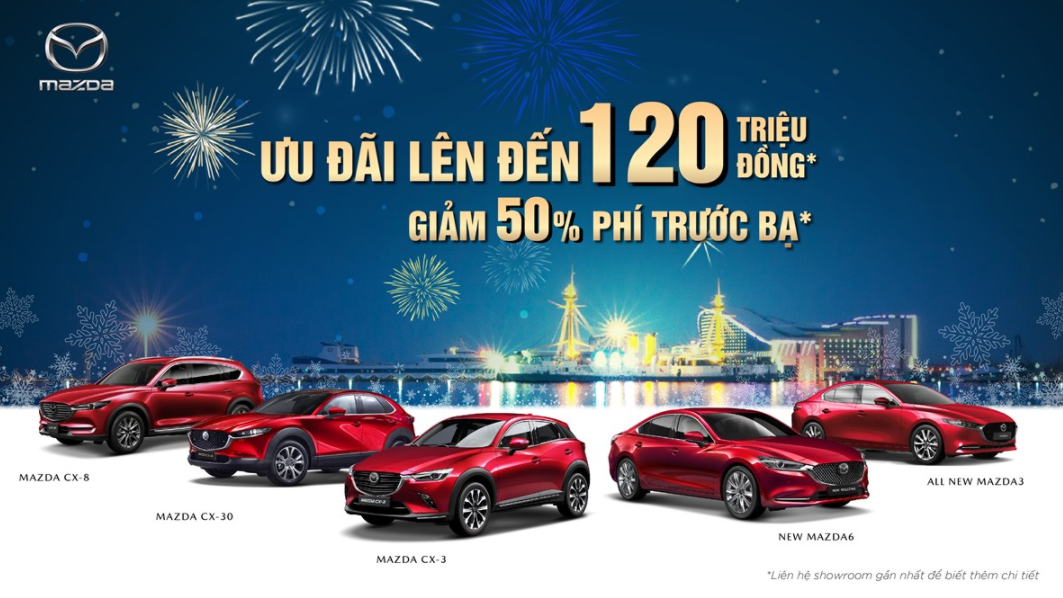 mazda
ƯU ĐÃI LÊN ĐẾN 120 TRIỆU ĐỒNG*
GIẢM 50% PHÍ TRƯỚC BẠ*
MAZDA CX-8
MAZDA CX-30
MAZDA CX-3
NEW MAZDA6
ALL NEW MAZDA3
*Liên hệ showroom gần nhất để biết thêm chi tiết